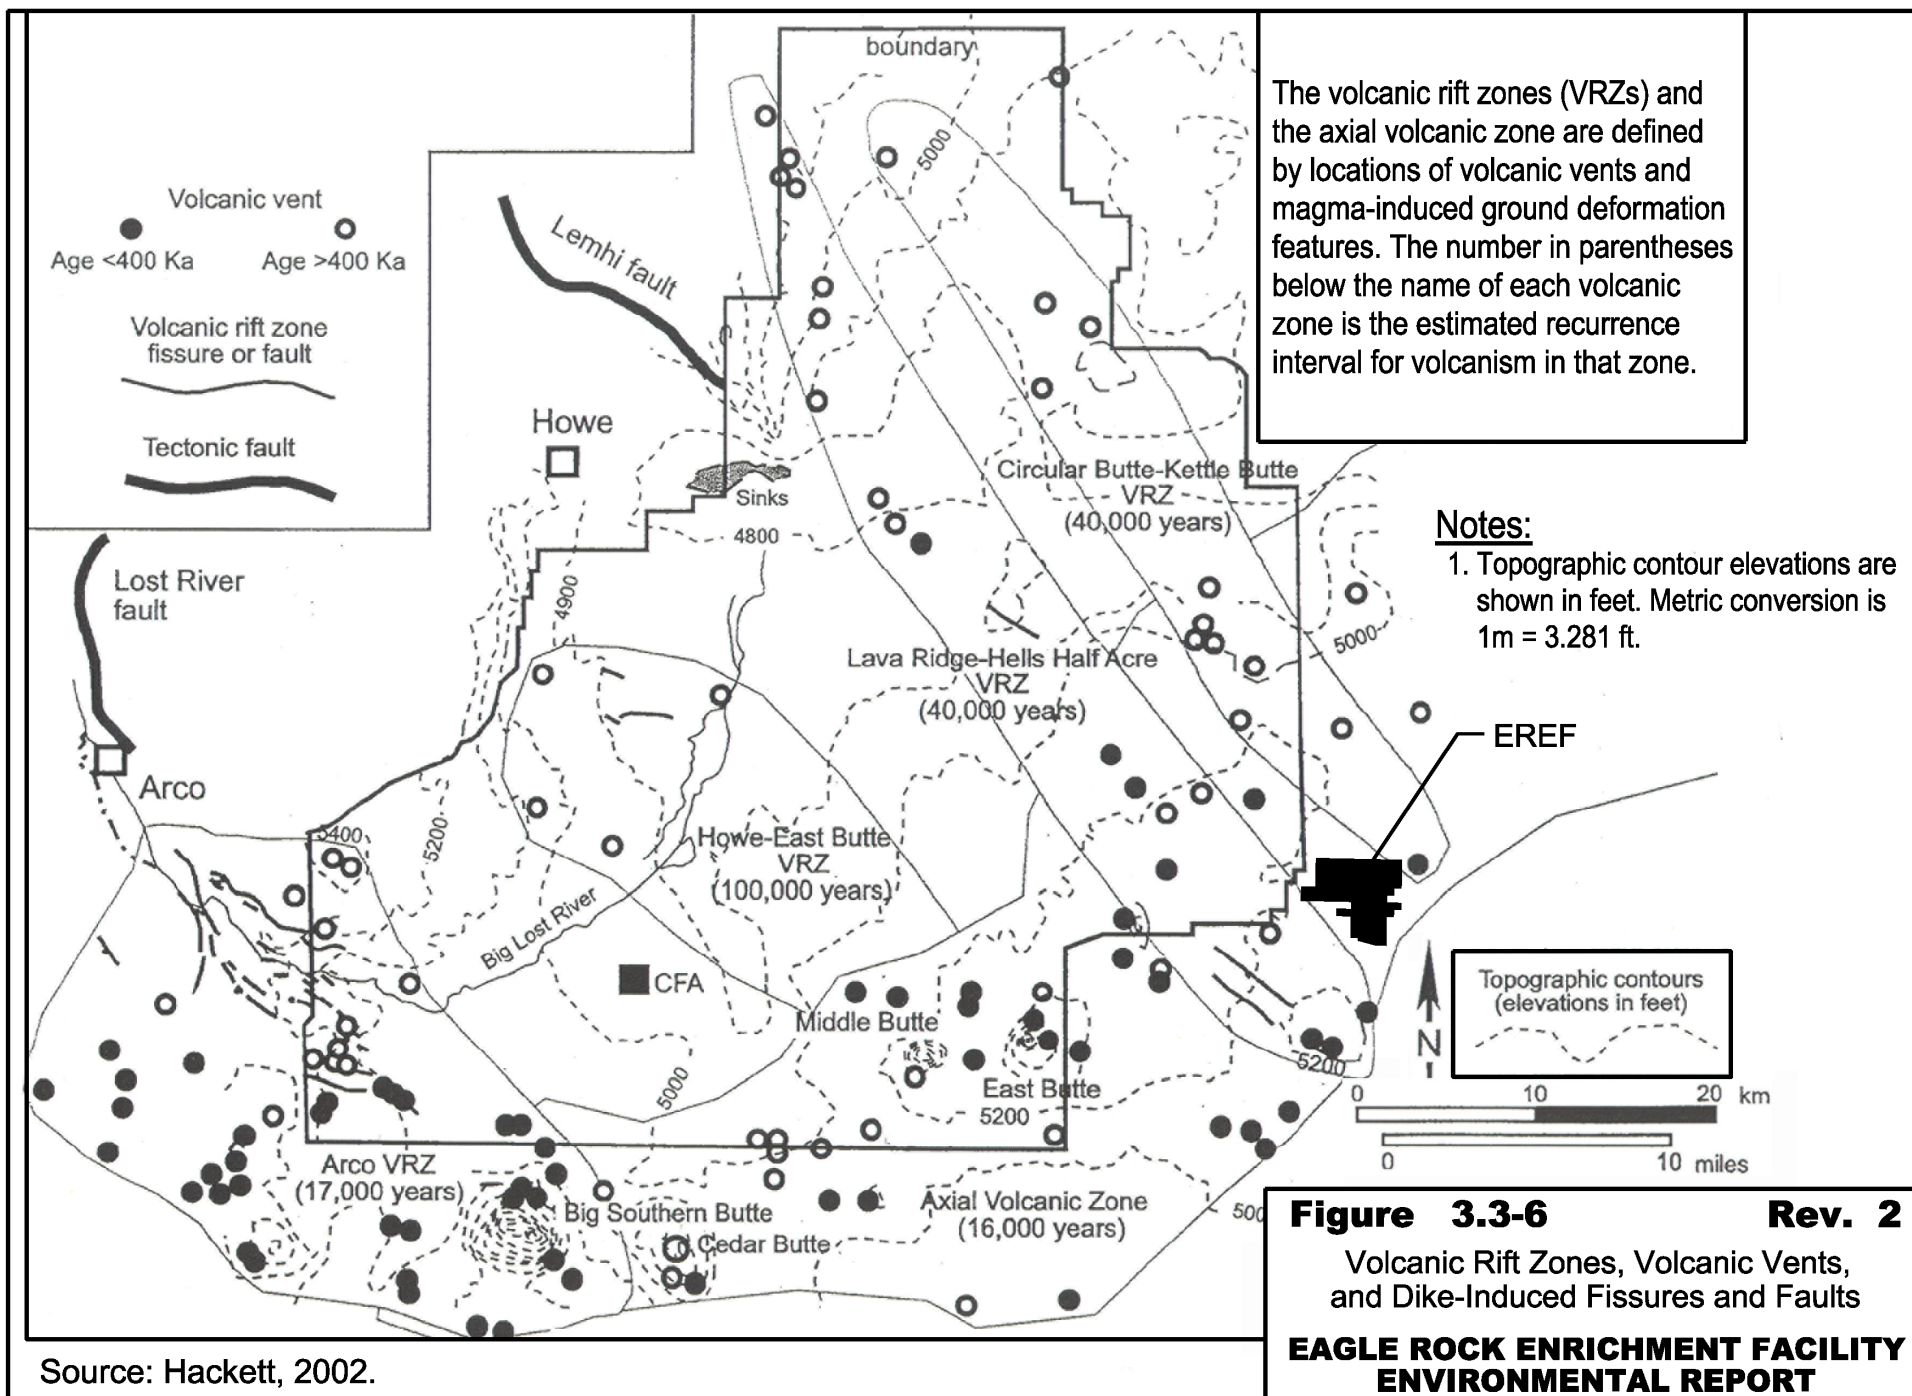 boundary
The volcanic rift zones (VRZs) and
the axial volcanic zone are defined
by locations of volcanic vents and
magma-induced ground deformation
features. The number in parentheses
below the name of each volcanic
zone is the estimated recurrence
interval for volcanism in that zone.
Volcanic vent
Age <400 Ka
Age >400 Ka
Volcanic rift zone
fissure or fault
Tectonic fault
Lemhi fault
5000
Howe
Sinks
4800
4900
Circular Butte-Kettle Butte
VRZ
(40,000 years)
Notes:
1. Topographic contour elevations are
shown in feet. Metric conversion is
1m = 3.281 ft.
Lost River
fault
5000
Lava Ridge-Hells Half Acre
VRZ
(40,000 years)
EREF
Arco
5400
5200
Howe-East Butte
VRZ
(100,000 years)
Big Lost River
CFA
Topographic contours
(elevations in feet)
N
Middle Butte
5200
East Butte
5200
5000
0 10 20 km
0 10 miles
Arco VRZ
(17,000 years)
Big Southern Butte
Cedar Butte
Axial Volcanic Zone
(16,000 years)
500
Figure 3.3-6 Rev. 2
Volcanic Rift Zones, Volcanic Vents,
and Dike-Induced Fissures and Faults
EAGLE ROCK ENRICHMENT FACILITY
ENVIRONMENTAL REPORT
Source: Hackett, 2002.